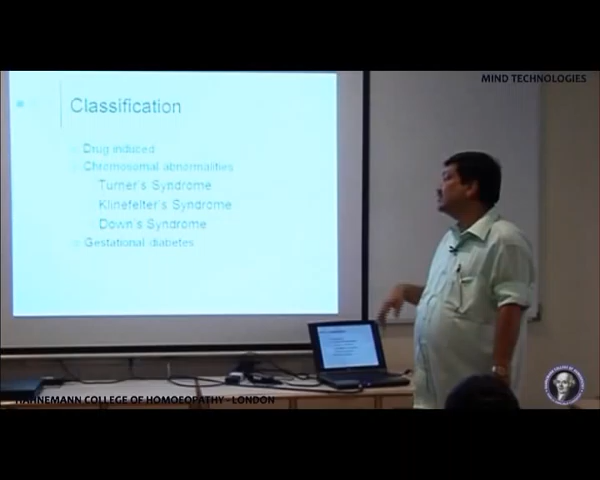 MIND TECHNOLOGIES
Classification
Drug induced
Chromosomal abnormalities
Turner's Syndrome
Klinefelter's Syndrome
Down's Syndrome
Gestational diabetes
HAHNEMANN COLLEGE OF HOMOEOPATHY - LONDON